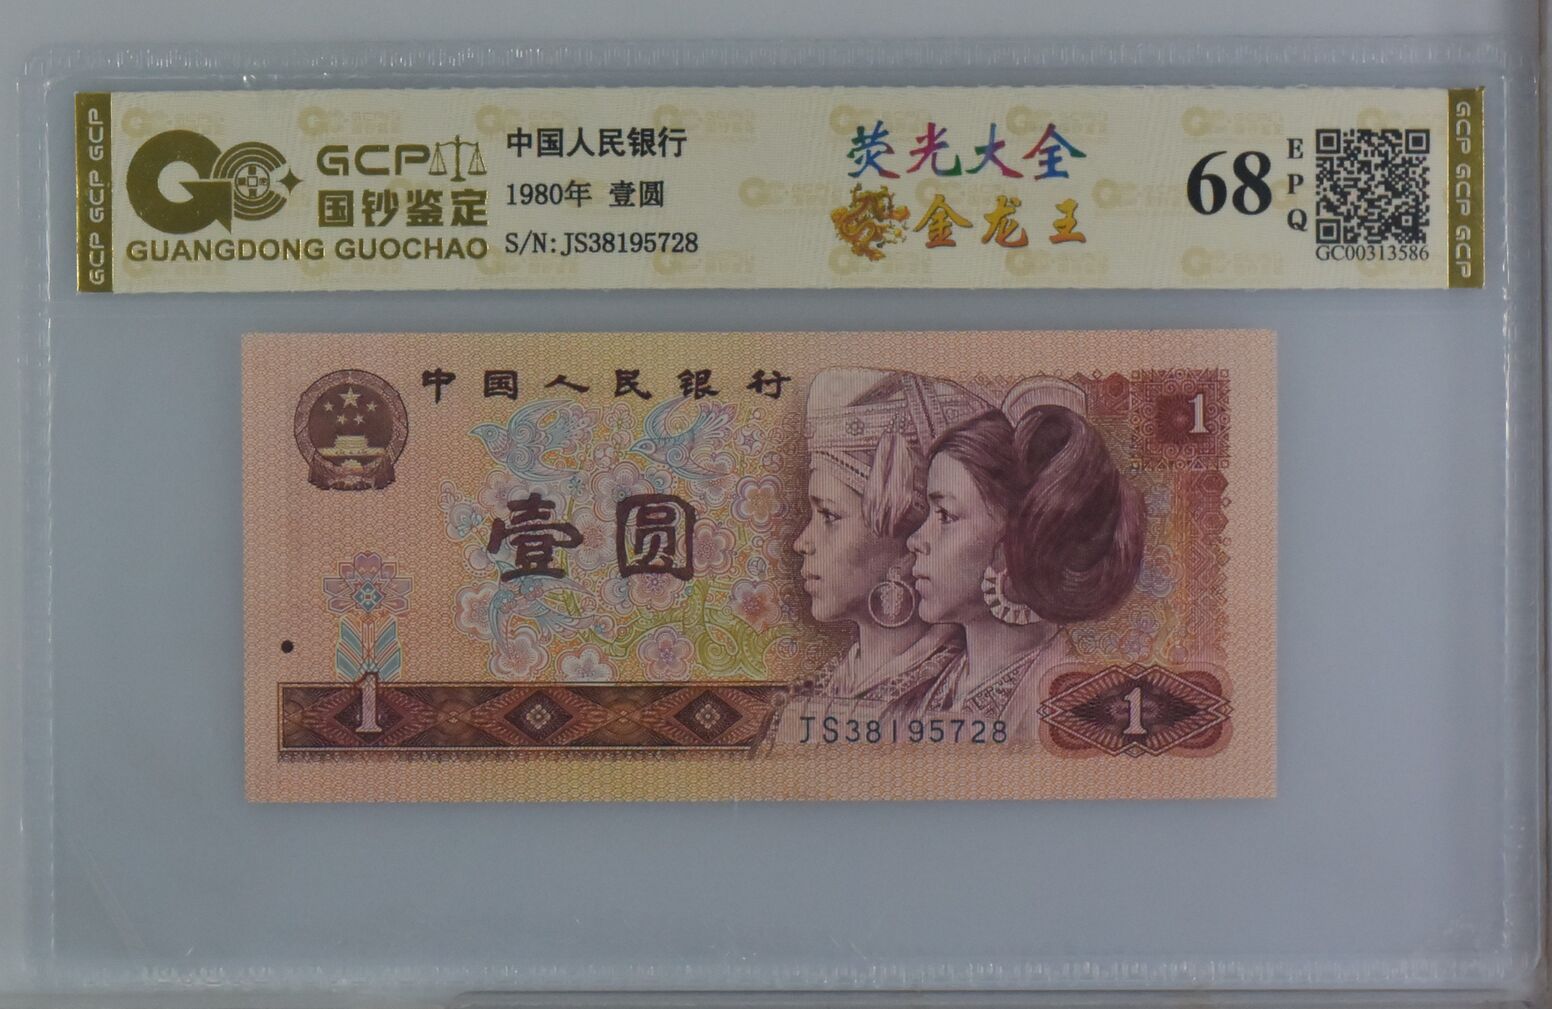 GCP
国钞鉴定
GUANGDONG GUOCHAO
中国人民银行
1980年 壹圆
S/N:JS38195728
荧光大全
金龙王
68
EPQ
GC00313586
GCP GCP GCP
GCP GCP GCP
中国人民银行
1
壹圆
1
JS38195728
1